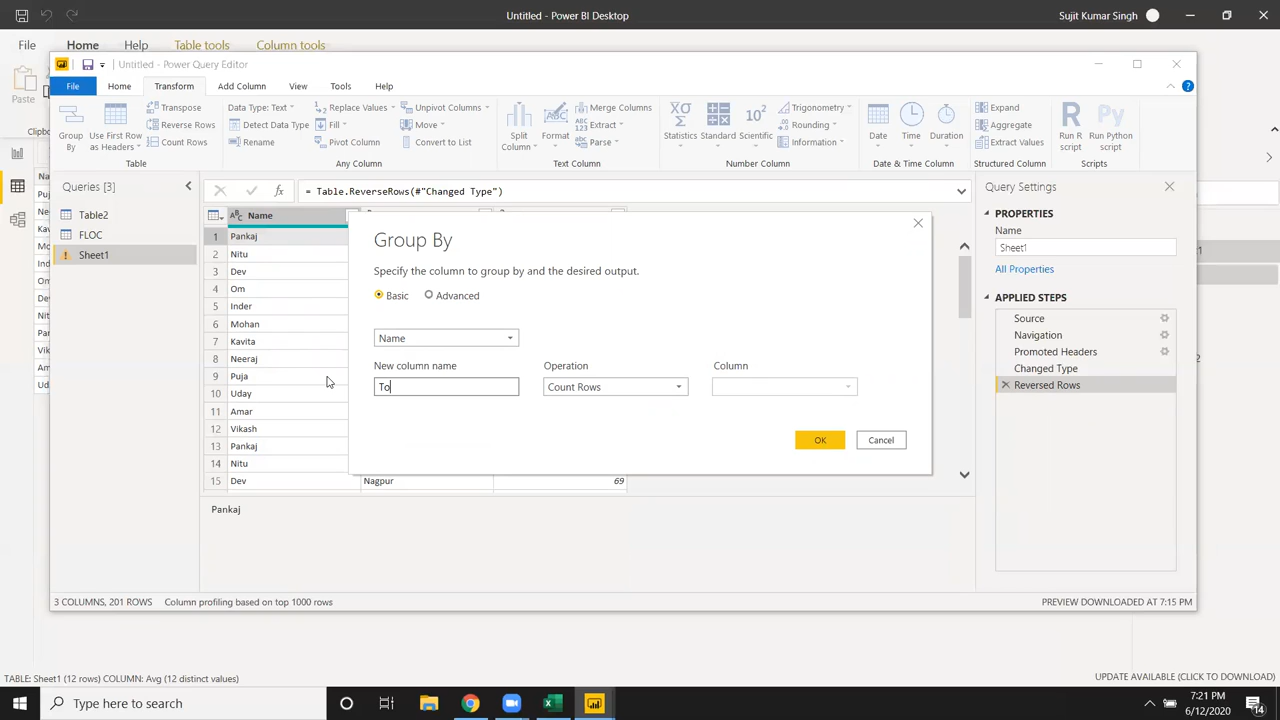 Untitled - Power BI Desktop
Sujit Kumar Singh
File Home Help Table tools Column tools
Untitled - Power Query Editor
File Home Transform Add Column View Tools Help
Paste
Group By
Use First Row as Headers
Transpose
Reverse Rows
Count Rows
Table
Data Type: Text
Detect Data Type
Rename
Replace Values
Fill
Pivot Column
Unpivot Columns
Move
Convert to List
Any Column
Split Column
Format
Merge Columns
Extract
Parse
Text Column
Statistics
Standard
Scientific
Trigonometry
Rounding
Information
Number Column
Date
Time
Duration
Date & Time Column
Expand
Aggregate
Extract Values
Structured Column
Run R script
Run Python script
Scripts
Queries [3]
Table2
FLOC
Sheet1
= Table.ReverseRows(#"Changed Type")
Name
1 Pankaj
2 Nitu
3 Dev
4 Om
5 Inder
6 Mohan
7 Kavita
8 Neeraj
9 Puja
10 Uday
11 Amar
12 Vikash
13 Pankaj
14 Nitu
15 Dev Nagpur 69
Pankaj
Group By
Specify the column to group by and the desired output.
Basic Advanced
Name
New column name Operation Column
To Count Rows
OK Cancel
Query Settings
PROPERTIES
Name
Sheet1
All Properties
APPLIED STEPS
Source
Navigation
Promoted Headers
Changed Type
Reversed Rows
3 COLUMNS, 201 ROWS Column profiling based on top 1000 rows
PREVIEW DOWNLOADED AT 7:15 PM
TABLE: Sheet1 (12 rows) COLUMN: Avg (12 distinct values)
UPDATE AVAILABLE (CLICK TO DOWNLOAD)
Type here to search
7:21 PM
6/12/2020
14